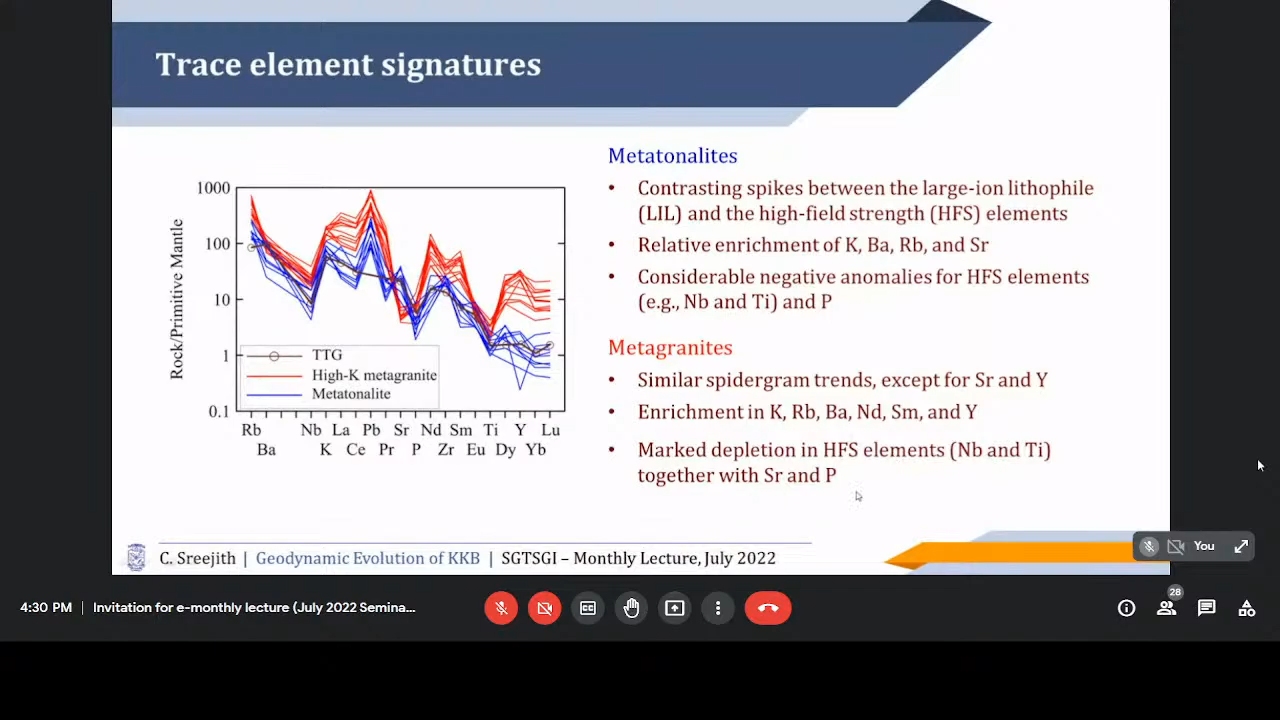 Trace element signatures
Rock/Primitive Mantle
1000
100
10
1
0.1
TTG
High-K metagranite
Metatonalite
Rb Nb La Pb Sr Nd Sm Ti Y Lu
Ba K Ce Pr P Zr Eu Dy Yb
Metatonalites
• Contrasting spikes between the large-ion lithophile
(LIL) and the high-field strength (HFS) elements
• Relative enrichment of K, Ba, Rb, and Sr
• Considerable negative anomalies for HFS elements
(e.g., Nb and Ti) and P
Metagranites
• Similar spidergram trends, except for Sr and Y
• Enrichment in K, Rb, Ba, Nd, Sm, and Y
• Marked depletion in HFS elements (Nb and Ti)
together with Sr and P
C. Sreejith | Geodynamic Evolution of KKB | SGTSGI – Monthly Lecture, July 2022
You
4:30 PM | Invitation for e-monthly lecture (July 2022 Semina...
CC
28